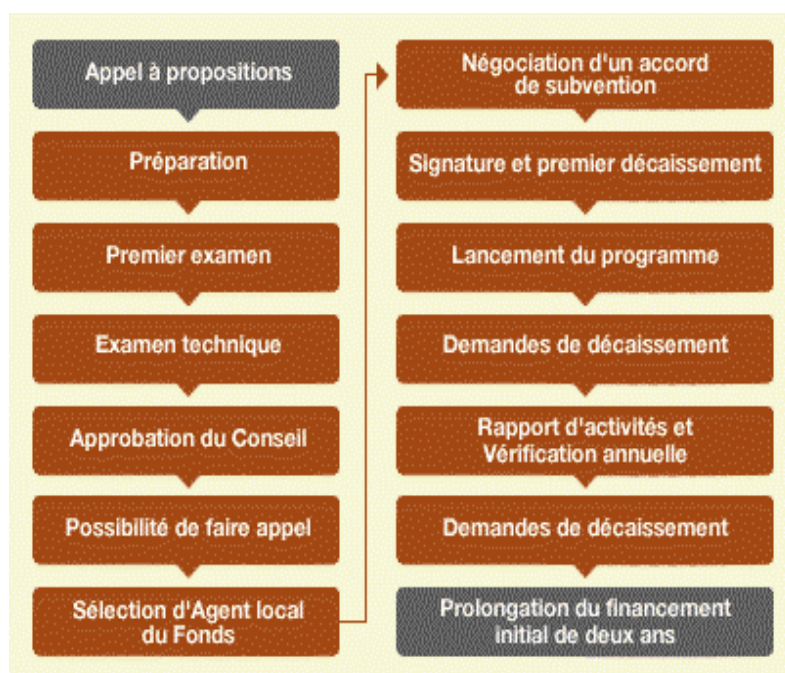 Appel à propositions
Préparation
Premier examen
Examen technique
Approbation du Conseil
Possibilité de faire appel
Sélection d'Agent local
du Fonds
Négociation d'un accord
de subvention
Signature et premier décaissement
Lancement du programme
Demandes de décaissement
Rapport d'activités et
Vérification annuelle
Demandes de décaissement
Prolongation du financement
initial de deux ans